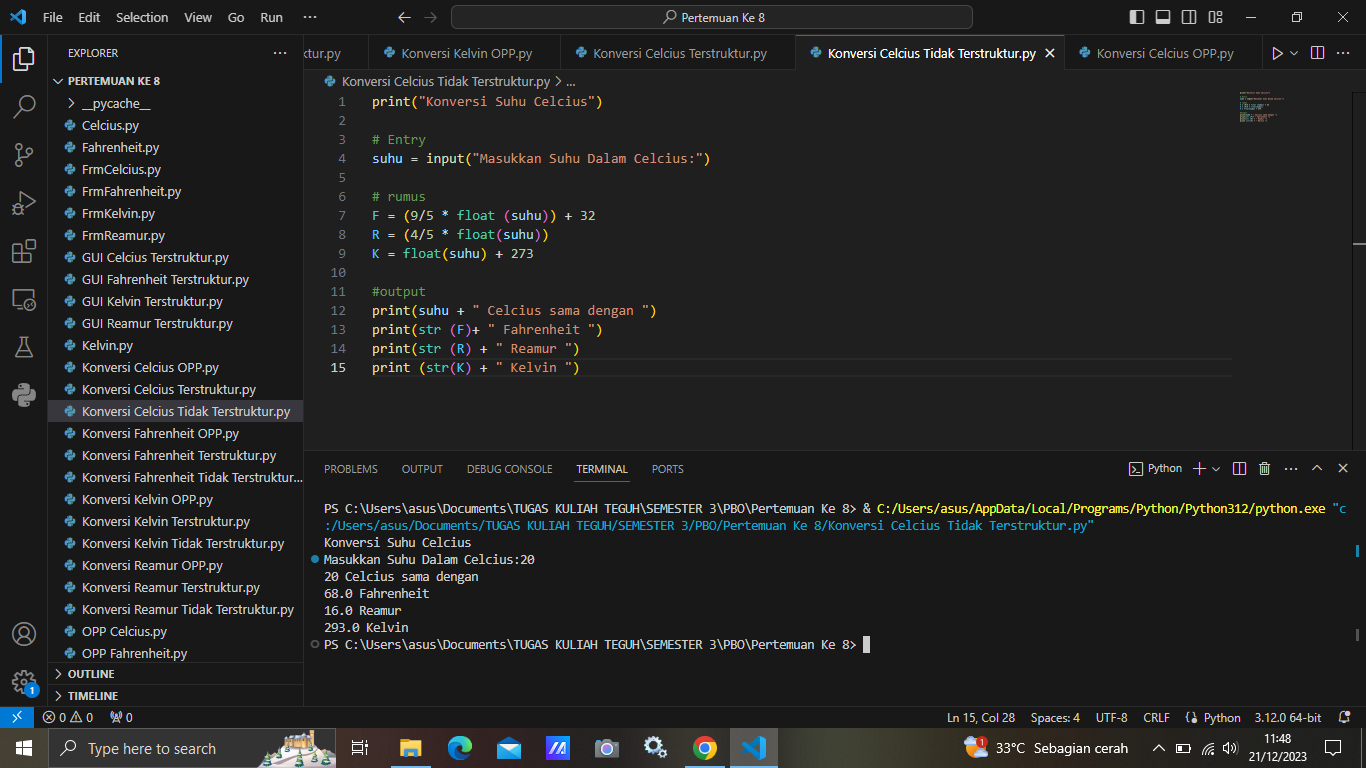 File Edit Selection View Go Run ···
Pertemuan Ke 8
EXPLORER ···
PERTEMUAN KE 8
__pycache__
Celcius.py
Fahrenheit.py
FrmCelcius.py
FrmFahrenheit.py
FrmKelvin.py
FrmReamur.py
GUI Celcius Terstruktur.py
GUI Fahrenheit Terstruktur.py
GUI Kelvin Terstruktur.py
GUI Reamur Terstruktur.py
Kelvin.py
Konversi Celcius OPP.py
Konversi Celcius Terstruktur.py
Konversi Celcius Tidak Terstruktur.py
Konversi Fahrenheit OPP.py
Konversi Fahrenheit Terstruktur.py
Konversi Fahrenheit Tidak Terstruktur...
Konversi Kelvin OPP.py
Konversi Kelvin Terstruktur.py
Konversi Kelvin Tidak Terstruktur.py
Konversi Reamur OPP.py
Konversi Reamur Terstruktur.py
Konversi Reamur Tidak Terstruktur.py
OPP Celcius.py
OPP Fahrenheit.py
OUTLINE
TIMELINE
ktur.py Konversi Kelvin OPP.py Konversi Celcius Terstruktur.py Konversi Celcius Tidak Terstruktur.py Konversi Celcius OPP.py
Konversi Celcius Tidak Terstruktur.py > ...
1 print("Konversi Suhu Celcius")
2
3 # Entry
4 suhu = input("Masukkan Suhu Dalam Celcius:")
5
6 # rumus
7 F = (9/5 * float (suhu)) + 32
8 R = (4/5 * float(suhu))
9 K = float(suhu) + 273
10
11 #output
12 print(suhu + " Celcius sama dengan ")
13 print(str (F)+ " Fahrenheit ")
14 print(str (R) + " Reamur ")
15 print (str(K) + " Kelvin ")
PROBLEMS OUTPUT DEBUG CONSOLE TERMINAL PORTS
Python
PS C:\Users\asus\Documents\TUGAS KULIAH TEGUH\SEMESTER 3\PBO\Pertemuan Ke 8> & C:/Users/asus/AppData/Local/Programs/Python/Python312/python.exe "c
:/Users/asus/Documents/TUGAS KULIAH TEGUH/SEMESTER 3/PBO/Pertemuan Ke 8/Konversi Celcius Tidak Terstruktur.py"
Konversi Suhu Celcius
Masukkan Suhu Dalam Celcius:20
20 Celcius sama dengan
68.0 Fahrenheit
16.0 Reamur
293.0 Kelvin
PS C:\Users\asus\Documents\TUGAS KULIAH TEGUH\SEMESTER 3\PBO\Pertemuan Ke 8>
1
0 0 0
Ln 15, Col 28 Spaces: 4 UTF-8 CRLF Python 3.12.0 64-bit
Type here to search
1 33°C Sebagian cerah
11:48
21/12/2023